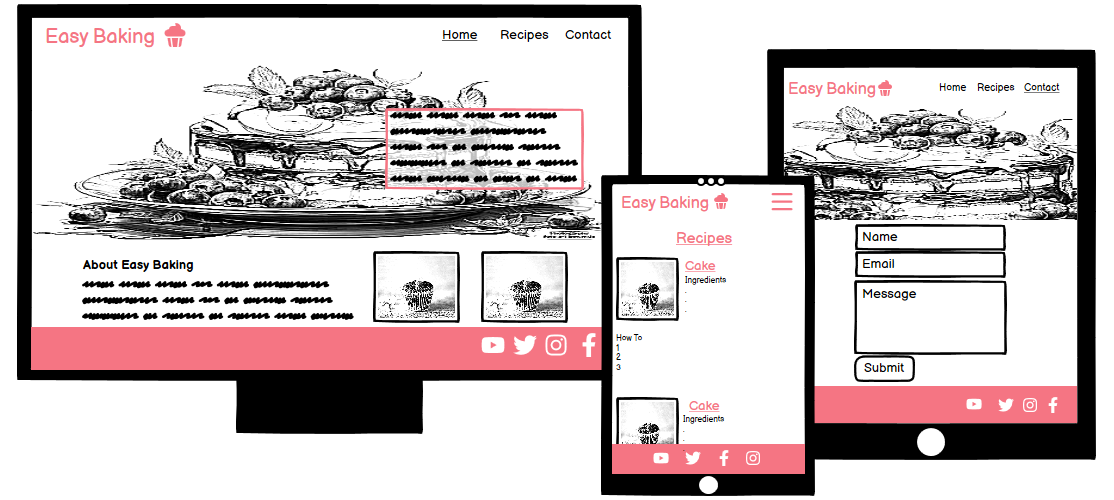 Easy Baking
Home Recipes Contact
About Easy Baking
Easy Baking
Recipes
Cake
Ingredients
How To
1
2
3
Cake
Ingredients
Easy Baking
Home Recipes Contact
Name
Email
Message
Submit